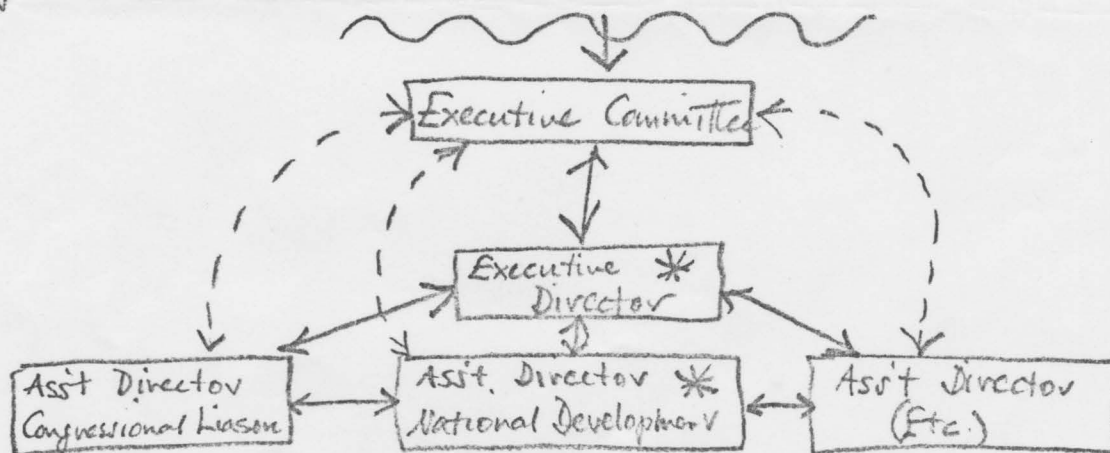 Executive Committee
Executive *
Director
Ass't Director
Congressional Liason
Ass't. Director *
National Development
Ass't Director
(Etc.)